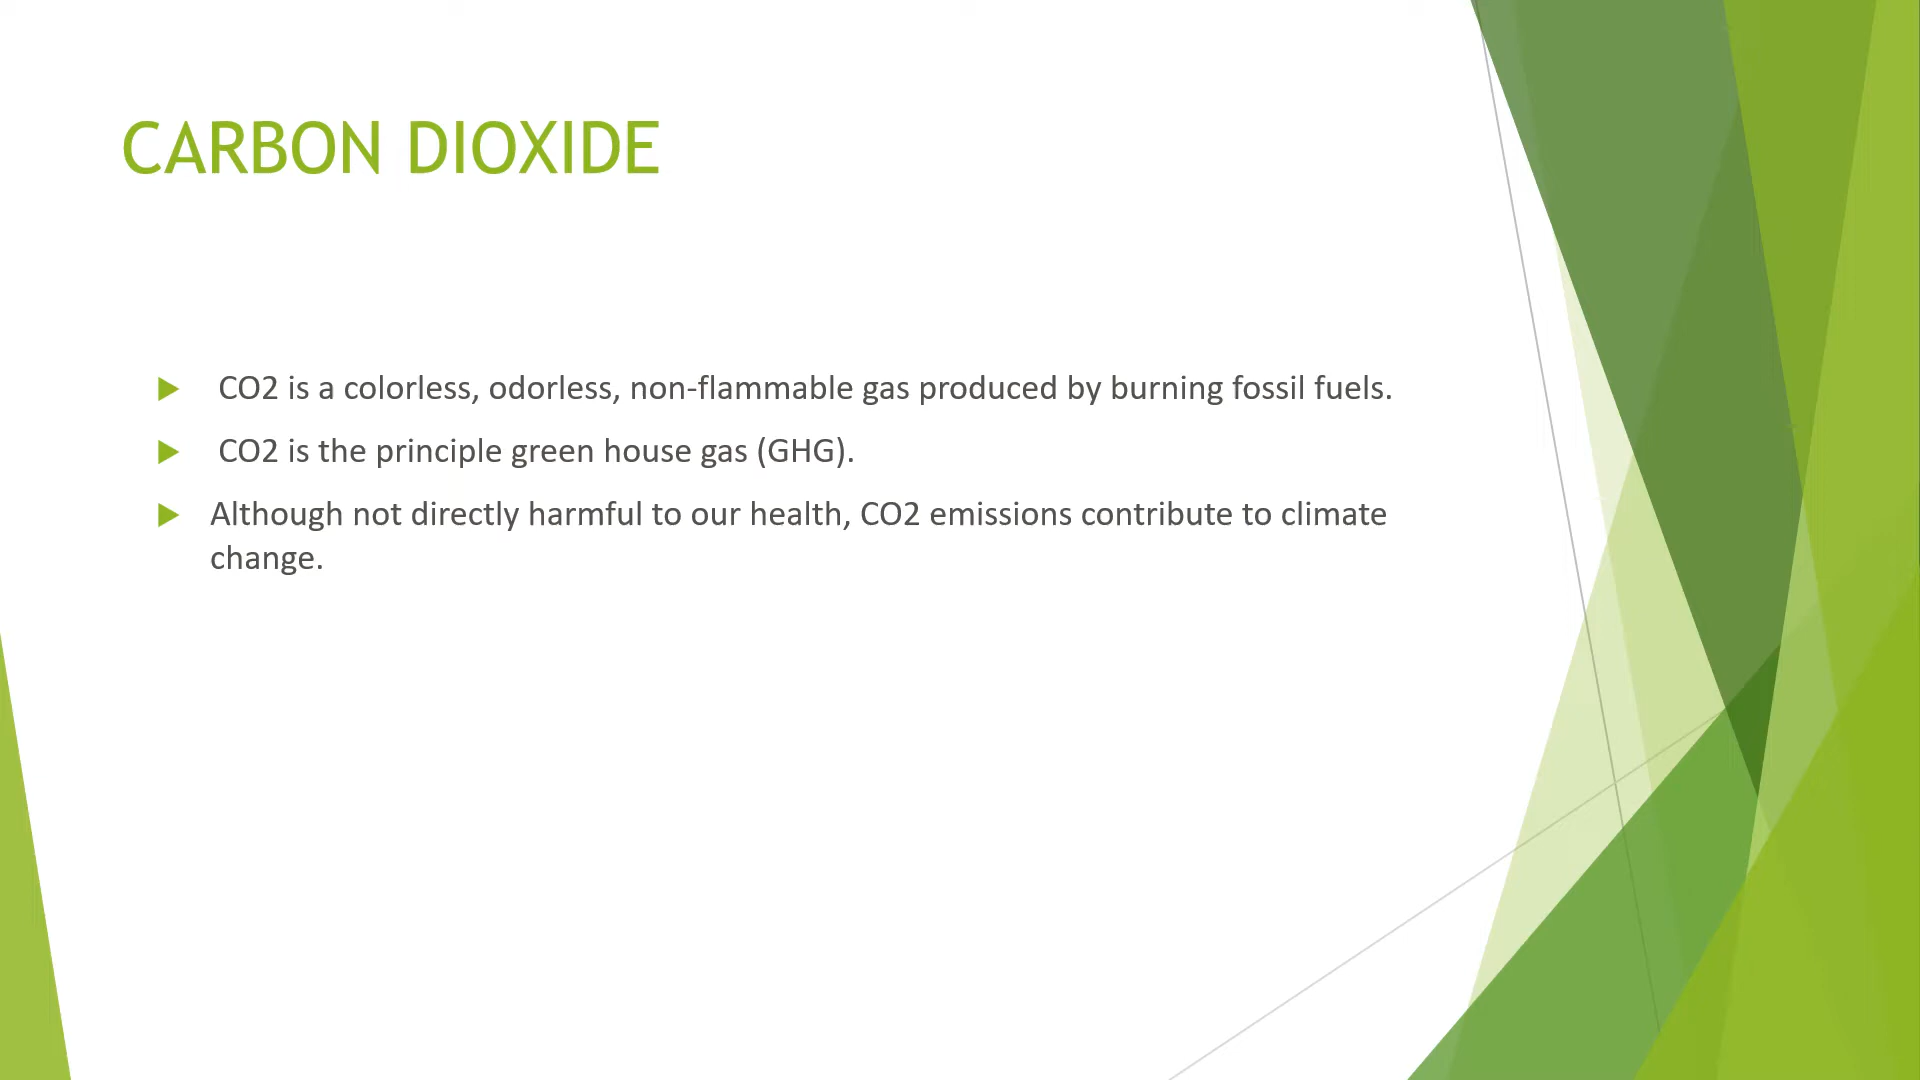 CARBON DIOXIDE
CO2 is a colorless, odorless, non-flammable gas produced by burning fossil fuels.
CO2 is the principle green house gas (GHG).
Although not directly harmful to our health, CO2 emissions contribute to climate
change.